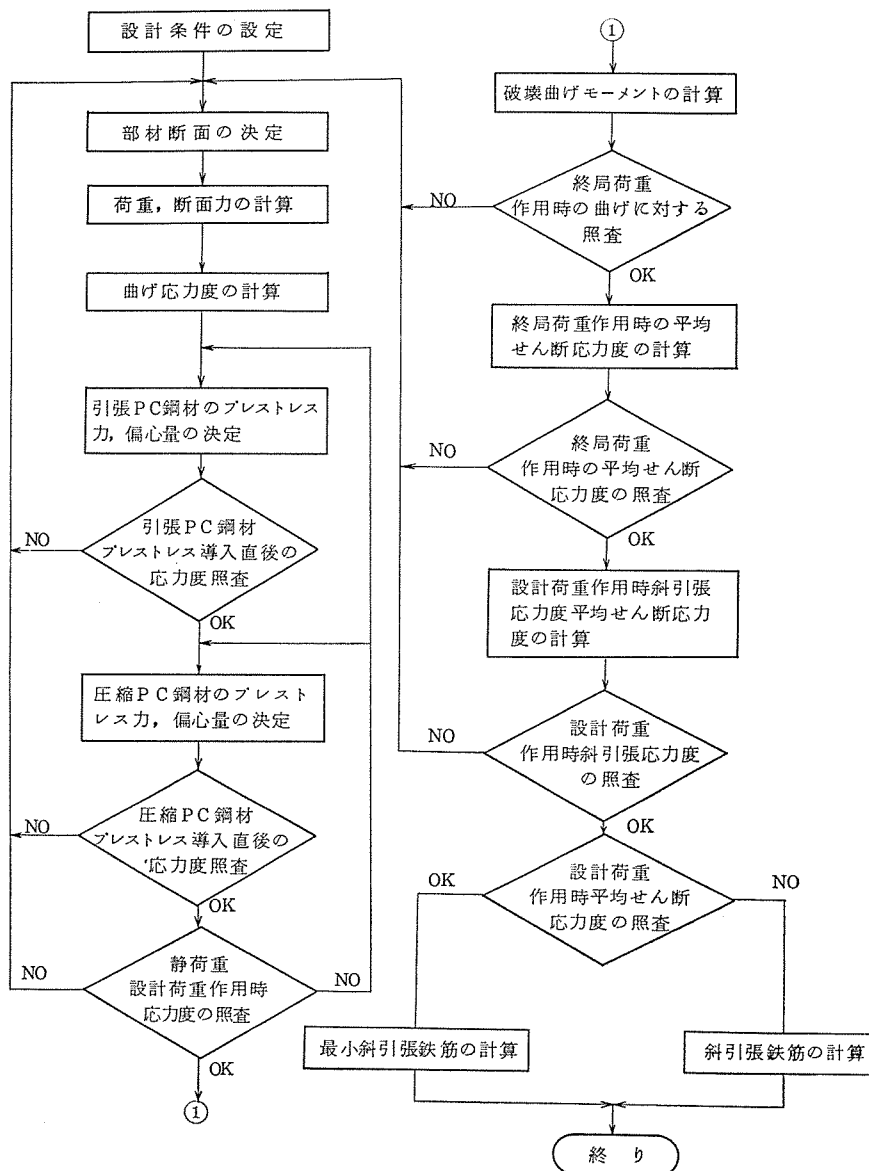 設計条件の設定
部材断面の決定
荷重，断面力の計算
曲げ応力度の計算
引張PC鋼材のプレストレス
力，偏心量の決定
引張PC鋼材
プレストレス導入直後の
応力度照査
NO
OK
圧縮PC鋼材のプレスト
レス力，偏心量の決定
圧縮PC鋼材
プレストレス導入直後の
応力度照査
NO
OK
静荷重
設計荷重作用時
応力度の照査
NO
NO
OK
①
①
破壊曲げモーメントの計算
終局荷重
作用時の曲げに対する
照査
NO
OK
終局荷重作用時の平均
せん断応力度の計算
終局荷重
作用時の平均せん断
応力度の照査
NO
OK
設計荷重作用時斜引張
応力度平均せん断応力
度の計算
設計荷重
作用時斜引張応力度
の照査
NO
OK
設計荷重
作用時平均せん断
応力度の照査
OK
NO
最小斜引張鉄筋の計算
斜引張鉄筋の計算
終り